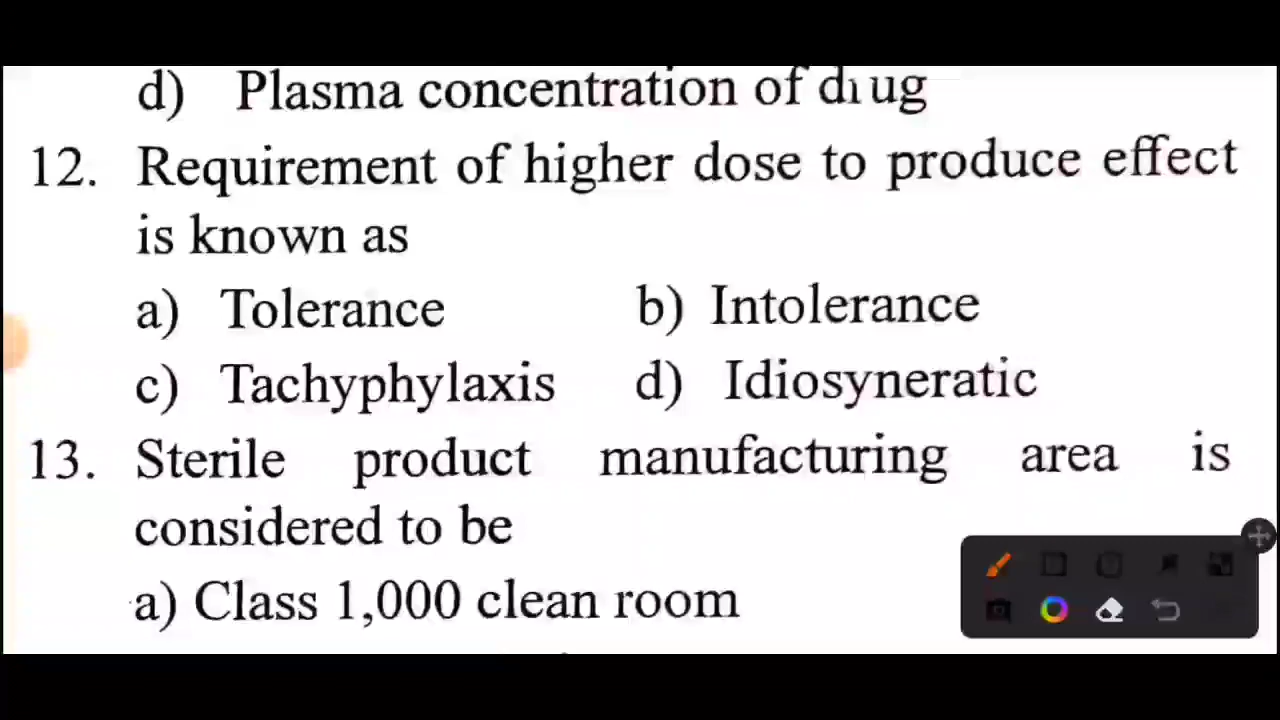 d) Plasma concentration of drug
12. Requirement of higher dose to produce effect
is known as
a) Tolerance b) Intolerance
c) Tachyphylaxis d) Idiosyneratic
13. Sterile product manufacturing area is
considered to be
a) Class 1,000 clean room